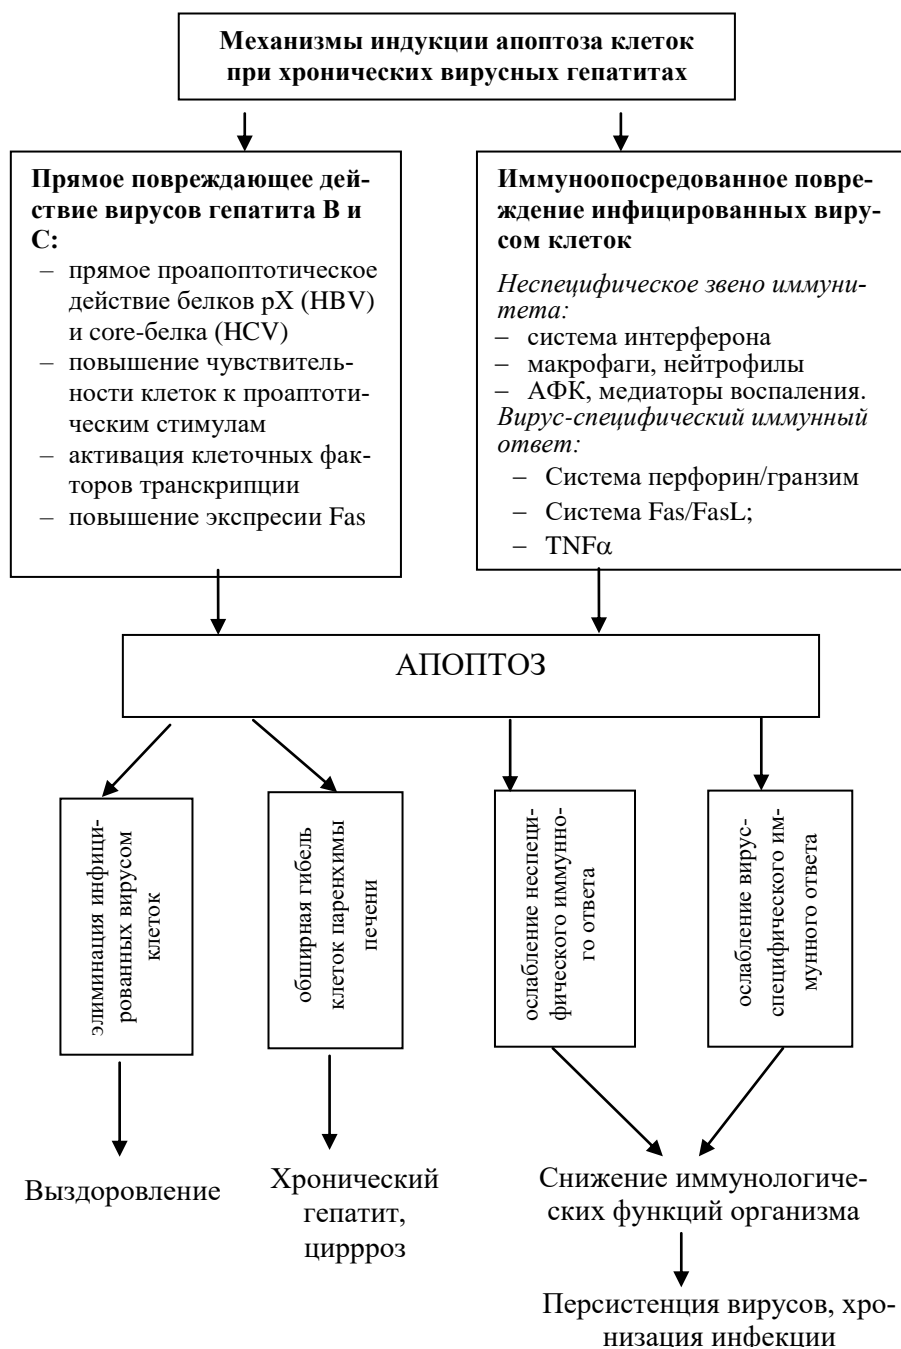 Механизмы индукции апоптоза клеток
при хронических вирусных гепатитах
Прямое повреждающее дей-
ствие вирусов гепатита В и
С:
– прямое проапоптотическое
действие белков рХ (HBV)
и core-белка (HCV)
– повышение чувствитель-
ности клеток к проаптоти-
ческим стимулам
– активация клеточных фак-
торов транскрипции
– повышение экспресии Fas
Иммуноопосредованное повре-
ждение инфицированных виру-
сом клеток
Неспецифическое звено иммуни-
тета:
– система интерферона
– макрофаги, нейтрофилы
– АФК, медиаторы воспаления.
Вирус-специфический иммунный
ответ:
– Система перфорин/гранзим
– Система Fas/FasL;
– TNFα
АПОПТОЗ
элиминация инфици-
рованных вирусом
клеток
обширная гибель
клеток паренхимы
печени
ослабление неспеци-
фического иммунно-
го ответа
ослабление вирус-
специфического им-
мунного ответа
Выздоровление
Хронический
гепатит,
циррроз
Снижение иммунологиче-
ских функций организма
Персистенция вирусов, хро-
низация инфекции